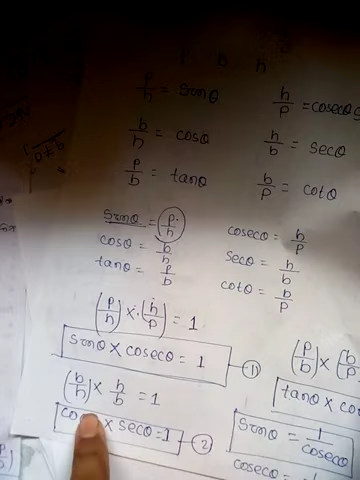 P b h
P/h = sinθ
h/P = cosecθ
b/h = cosθ
h/b = secθ
P/b = tanθ
b/P = cotθ
sinθ = P/h
cosecθ = h/P
cosθ = b/h
secθ = h/b
tanθ = P/b
cotθ = b/P
(P/h) × (h/P) = 1
sinθ × cosecθ = 1 — ①
(P/b) × (b/P
(b/h) × h/b = 1
tanθ × co
× secθ = 1 — ②
sinθ = 1/cosecθ
cosecθ =